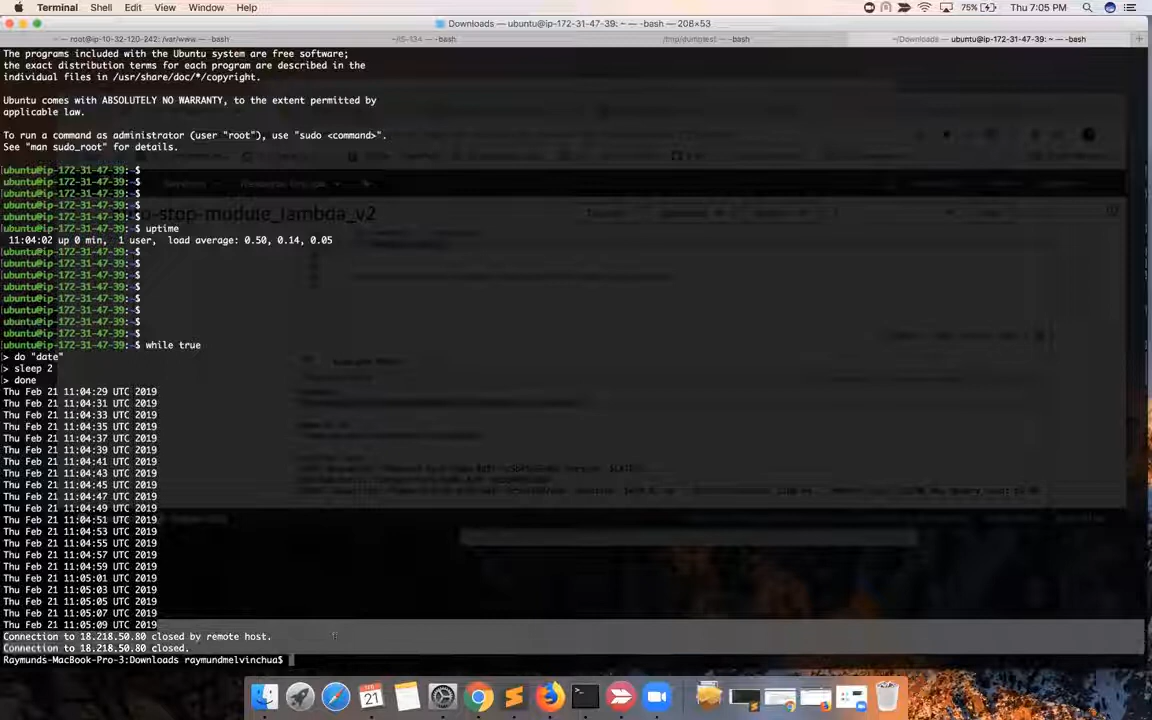 Terminal Shell Edit View Window Help
75% Thu 7:05 PM
Downloads — ubuntu@ip-172-31-47-39: ~ — -bash — 208×53
root@ip-10-32-120-242: /var/www. — -bash
~/IS-134 — -bash
/tmp/dumptest — -bash
~/Downloads — ubuntu@ip-172-31-47-39: ~ — -bash
The programs included with the Ubuntu system are free software;
the exact distribution terms for each program are described in the
individual files in /usr/share/doc/*/copyright.
Ubuntu comes with ABSOLUTELY NO WARRANTY, to the extent permitted by
applicable law.
To run a command as administrator (user "root"), use "sudo <command>".
See "man sudo_root" for details.
ubuntu@ip-172-31-47-39:~$
ubuntu@ip-172-31-47-39:~$
ubuntu@ip-172-31-47-39:~$
ubuntu@ip-172-31-47-39:~$
ubuntu@ip-172-31-47-39:~$ o-stop-module_lambda_v2
ubuntu@ip-172-31-47-39:~$ uptime
11:04:02 up 0 min, 1 user, load average: 0.50, 0.14, 0.05
ubuntu@ip-172-31-47-39:~$
ubuntu@ip-172-31-47-39:~$
ubuntu@ip-172-31-47-39:~$
ubuntu@ip-172-31-47-39:~$
ubuntu@ip-172-31-47-39:~$
ubuntu@ip-172-31-47-39:~$
ubuntu@ip-172-31-47-39:~$
ubuntu@ip-172-31-47-39:~$
ubuntu@ip-172-31-47-39:~$ while true
> do "date"
> sleep 2
> done
Thu Feb 21 11:04:29 UTC 2019
Thu Feb 21 11:04:31 UTC 2019
Thu Feb 21 11:04:33 UTC 2019
Thu Feb 21 11:04:35 UTC 2019
Thu Feb 21 11:04:37 UTC 2019
Thu Feb 21 11:04:39 UTC 2019
Thu Feb 21 11:04:41 UTC 2019
Thu Feb 21 11:04:43 UTC 2019
Thu Feb 21 11:04:45 UTC 2019
Thu Feb 21 11:04:47 UTC 2019
Thu Feb 21 11:04:49 UTC 2019
Thu Feb 21 11:04:51 UTC 2019
Thu Feb 21 11:04:53 UTC 2019
Thu Feb 21 11:04:55 UTC 2019
Thu Feb 21 11:04:57 UTC 2019
Thu Feb 21 11:04:59 UTC 2019
Thu Feb 21 11:05:01 UTC 2019
Thu Feb 21 11:05:03 UTC 2019
Thu Feb 21 11:05:05 UTC 2019
Thu Feb 21 11:05:07 UTC 2019
Thu Feb 21 11:05:09 UTC 2019
Connection to 18.218.50.80 closed by remote host.
Connection to 18.218.50.80 closed.
Raymunds-MacBook-Pro-3:Downloads raymundmelvinchua$
21